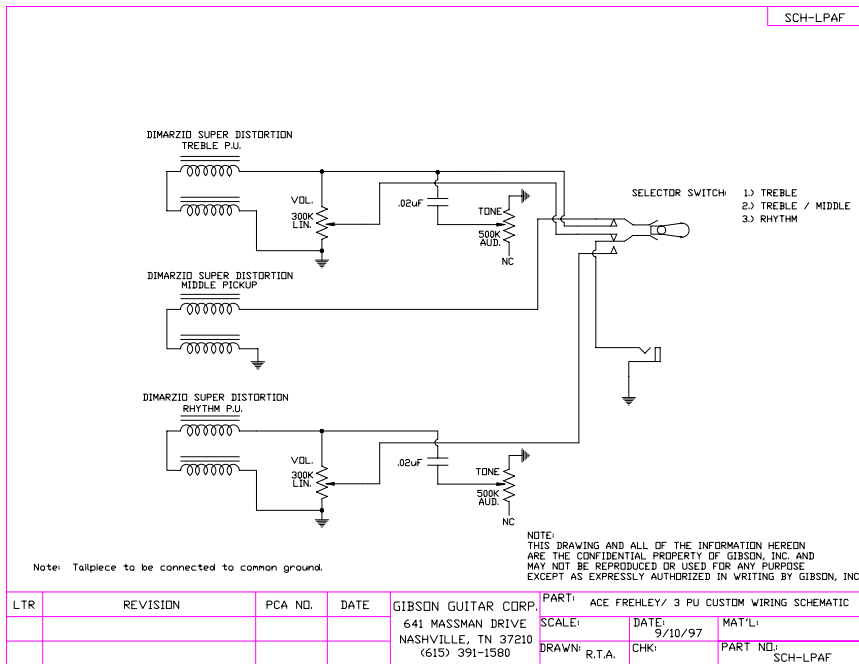 SCH-LPAF
DIMARZIO SUPER DISTORTION
TREBLE P.U.
VOL.
300K
LIN.
.02uF
TONE
500K
AUD.
NC
SELECTOR SWITCH: 1.) TREBLE
2.) TREBLE / MIDDLE
3.) RHYTHM
DIMARZIO SUPER DISTORTION
MIDDLE PICKUP
DIMARZIO SUPER DISTORTION
RHYTHM P.U.
VOL.
300K
LIN.
.02uF
TONE
500K
AUD.
NC
NOTE:
THIS DRAWING AND ALL OF THE INFORMATION HEREON
ARE THE CONFIDENTIAL PROPERTY OF GIBSON, INC. AND
MAY NOT BE REPRODUCED OR USED FOR ANY PURPOSE
EXCEPT AS EXPRESSLY AUTHORIZED IN WRITING BY GIBSON, INC
Note: Tailpiece to be connected to common ground.
LTR REVISION PCA NO. DATE
GIBSON GUITAR CORP.
641 MASSMAN DRIVE
NASHVILLE, TN 37210
(615) 391-1580
PART: ACE FREHLEY/ 3 PU CUSTOM WIRING SCHEMATIC
SCALE: DATE: 9/10/97 MAT'L:
DRAWN: R.T.A. CHK: PART NO.: SCH-LPAF